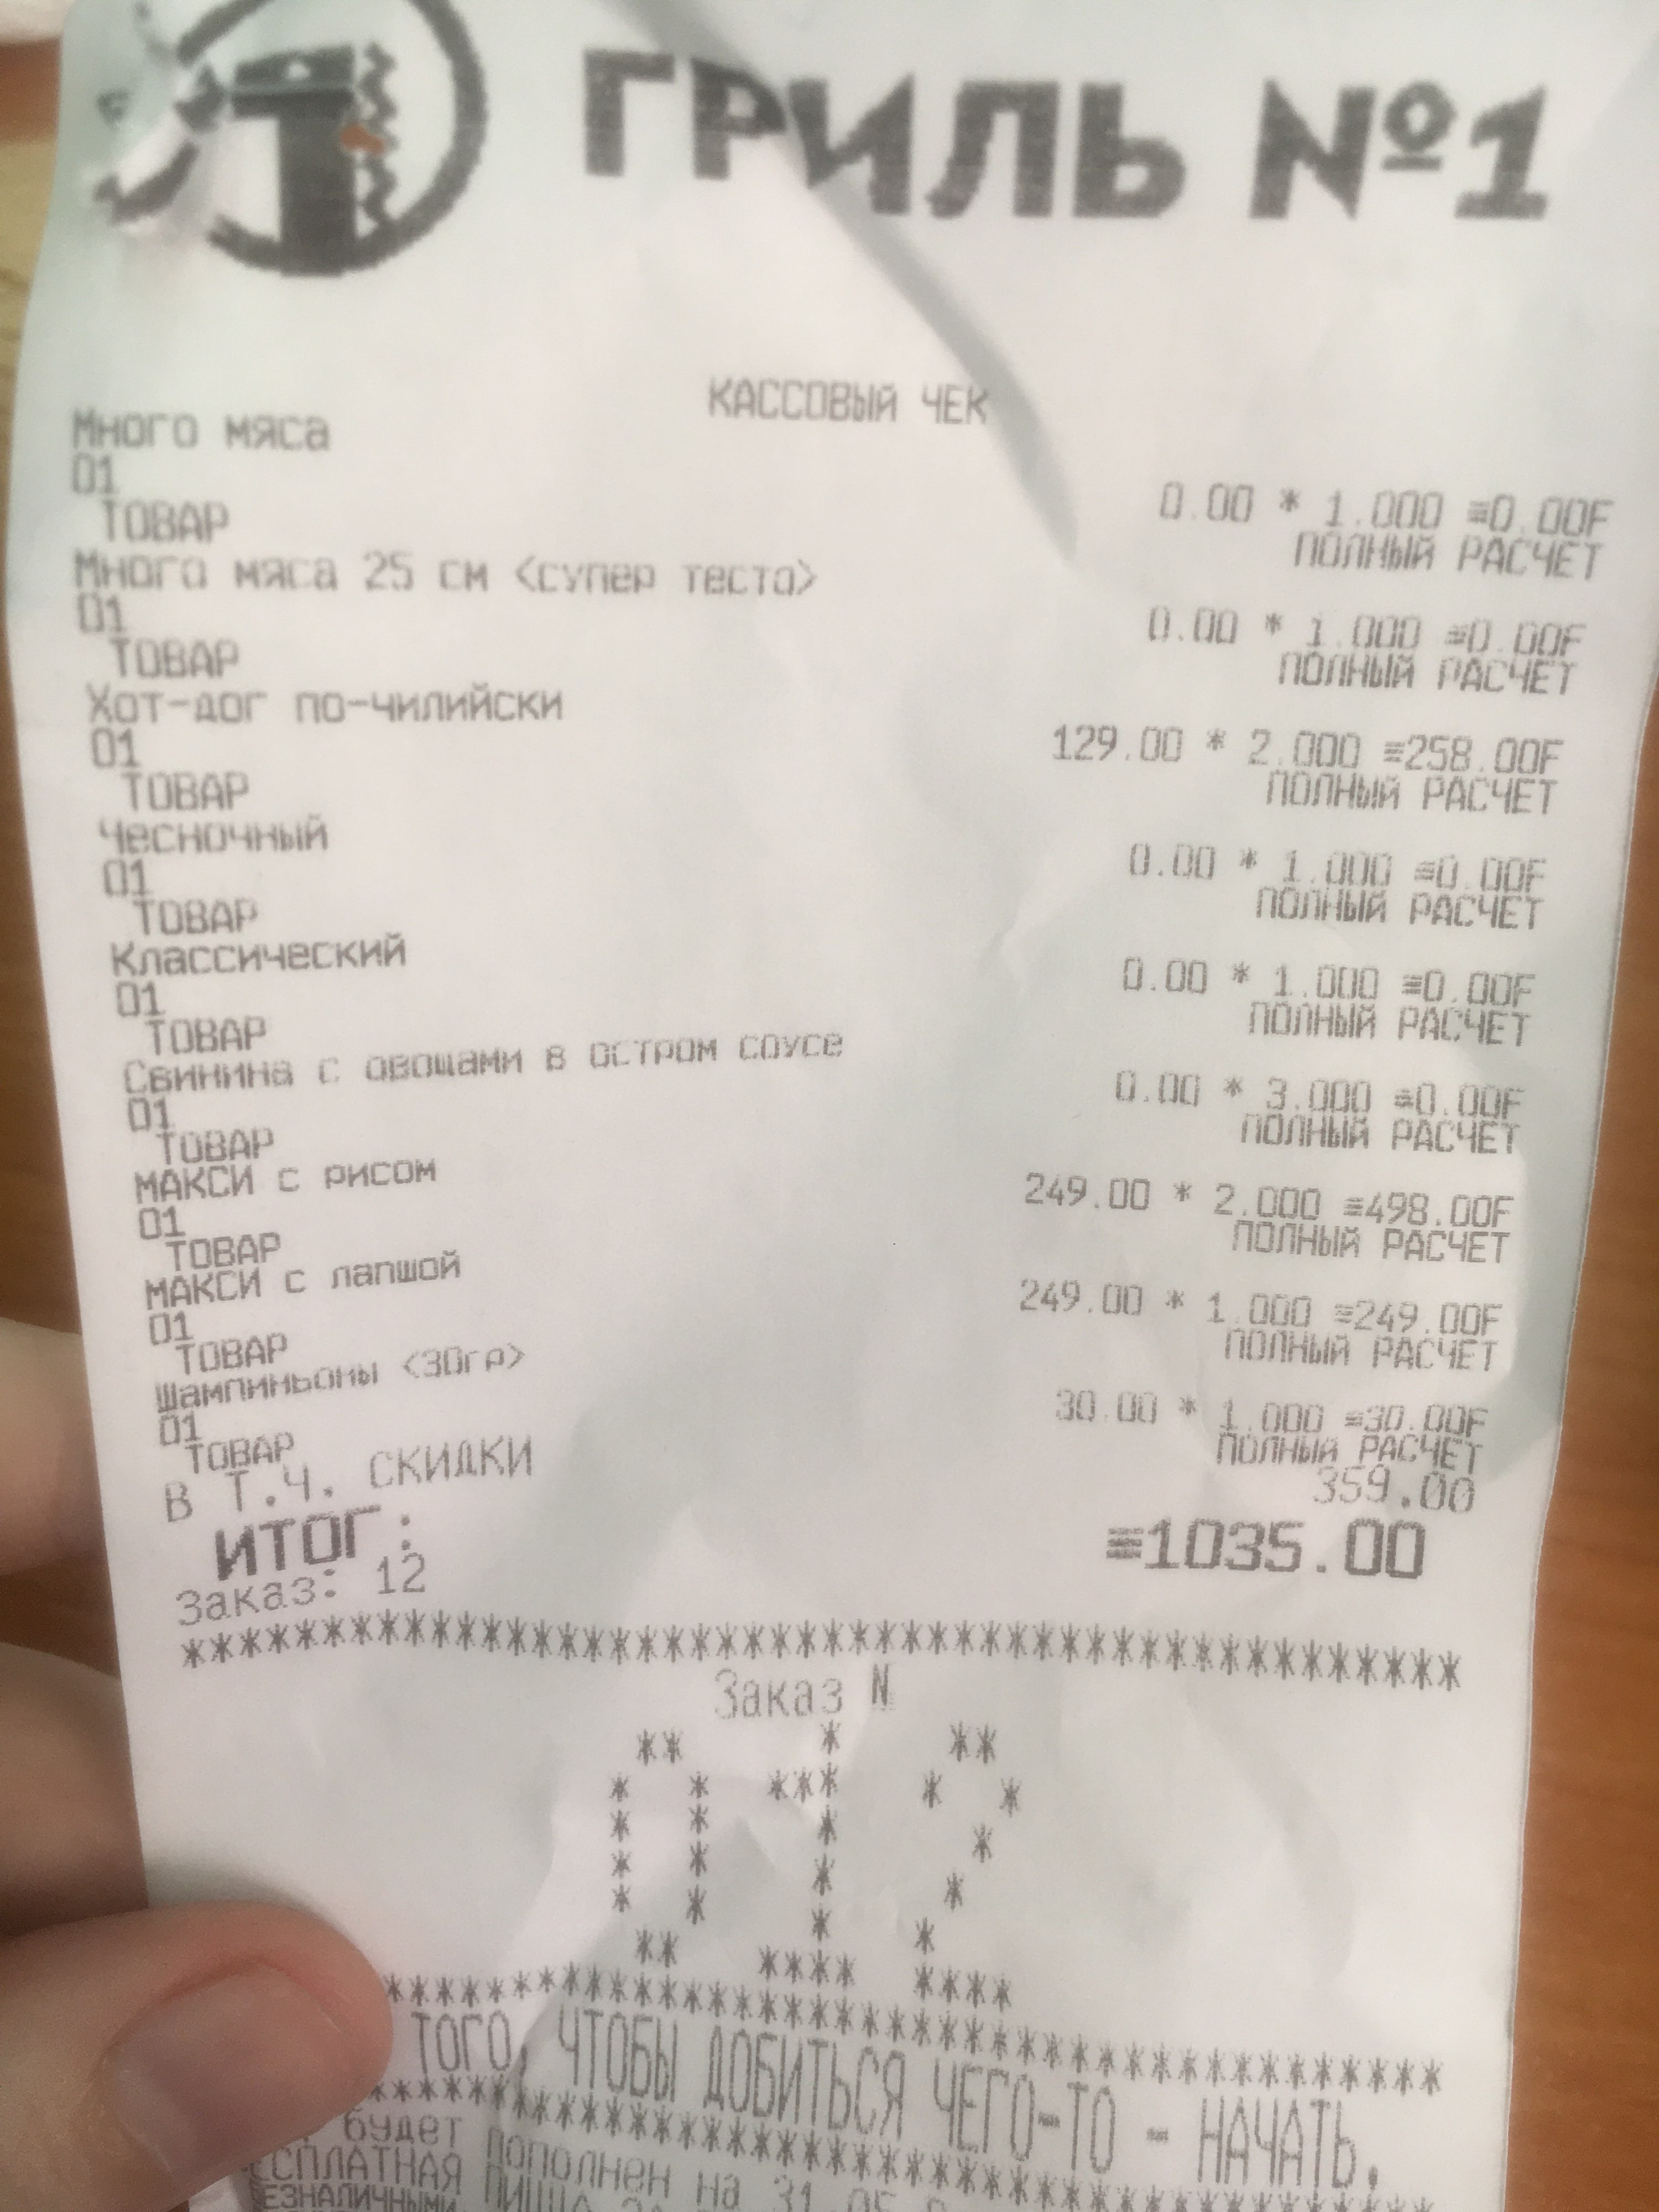 ГРИЛЬ №1
КАССОВЫЙ ЧЕК
Много мяса
01 0.00 * 1.000 ≡0.00F
ТОВАР ПОЛНЫЙ РАСЧЕТ
Много мяса 25 см <супер тесто>
01 0.00 * 1.000 ≡0.00F
ТОВАР ПОЛНЫЙ РАСЧЕТ
Хот-дог по-чилийски
01 129.00 * 2.000 ≡258.00F
ТОВАР ПОЛНЫЙ РАСЧЕТ
Чесночный
01 0.00 * 1.000 ≡0.00F
ТОВАР ПОЛНЫЙ РАСЧЕТ
Классический
01 0.00 * 1.000 ≡0.00F
ТОВАР ПОЛНЫЙ РАСЧЕТ
Свинина с овощами в остром соусе
01 0.00 * 3.000 ≡0.00F
ТОВАР ПОЛНЫЙ РАСЧЕТ
МАКСИ с рисом
01 249.00 * 2.000 ≡498.00F
ТОВАР ПОЛНЫЙ РАСЧЕТ
МАКСИ с лапшой
01 249.00 * 1.000 ≡249.00F
ТОВАР ПОЛНЫЙ РАСЧЕТ
Шампиньоны <30гр>
01 30.00 * 1.000 ≡30.00F
ТОВАР ПОЛНЫЙ РАСЧЕТ
В Т.Ч. СКИДКИ 359.00
ИТОГ: ≡1035.00
Заказ: 12
Заказ N
012
ТОГО, ЧТОБЫ ДОБИТЬСЯ ЧЕГО-ТО - НАЧАТЬ.
будет пополнен на 31.05
ЕСПЛАТНАЯ ПИЦЦА
ЕЗНАЛИЧНЫМИ